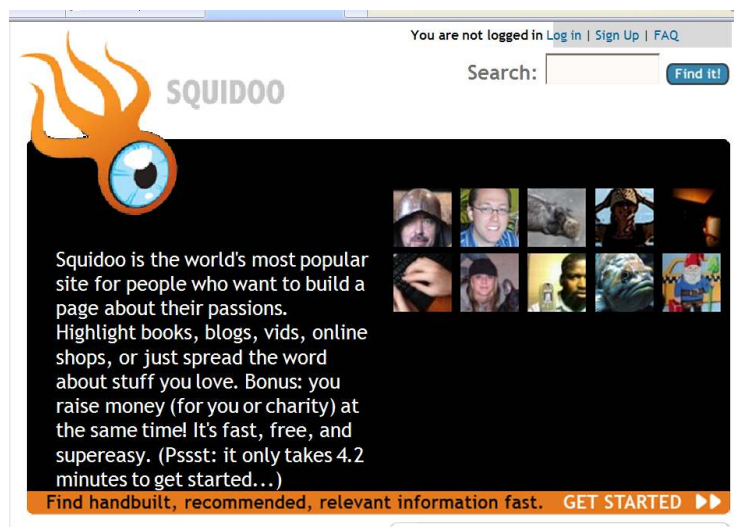 You are not logged in Log in | Sign Up | FAQ
SQUIDOO
Search: Find it!
Squidoo is the world's most popular
site for people who want to build a
page about their passions.
Highlight books, blogs, vids, online
shops, or just spread the word
about stuff you love. Bonus: you
raise money (for you or charity) at
the same time! It's fast, free, and
supereasy. (Pssst: it only takes 4.2
minutes to get started...)
Find handbuilt, recommended, relevant information fast. GET STARTED